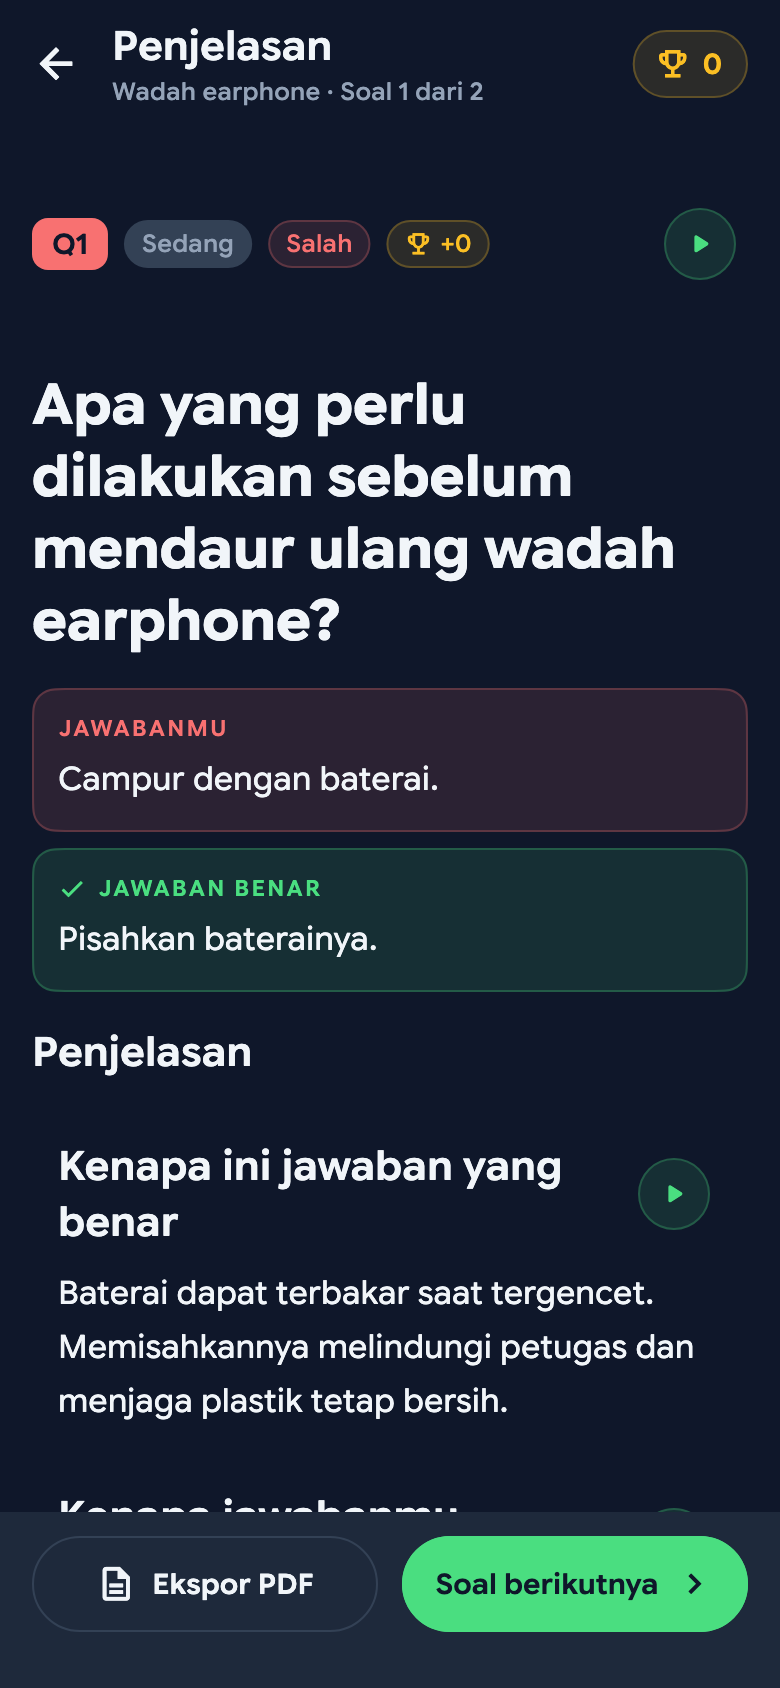 Penjelasan
Wadah earphone · Soal 1 dari 2
0
Q1
Sedang
Salah
+0
Apa yang perlu
dilakukan sebelum
mendaur ulang wadah
earphone?
JAWABANMU
Campur dengan baterai.
JAWABAN BENAR
Pisahkan baterainya.
Penjelasan
Kenapa ini jawaban yang
benar
Baterai dapat terbakar saat tergencet.
Memisahkannya melindungi petugas dan
menjaga plastik tetap bersih.
Kenapa jawabanmu
Ekspor PDF
Soal berikutnya